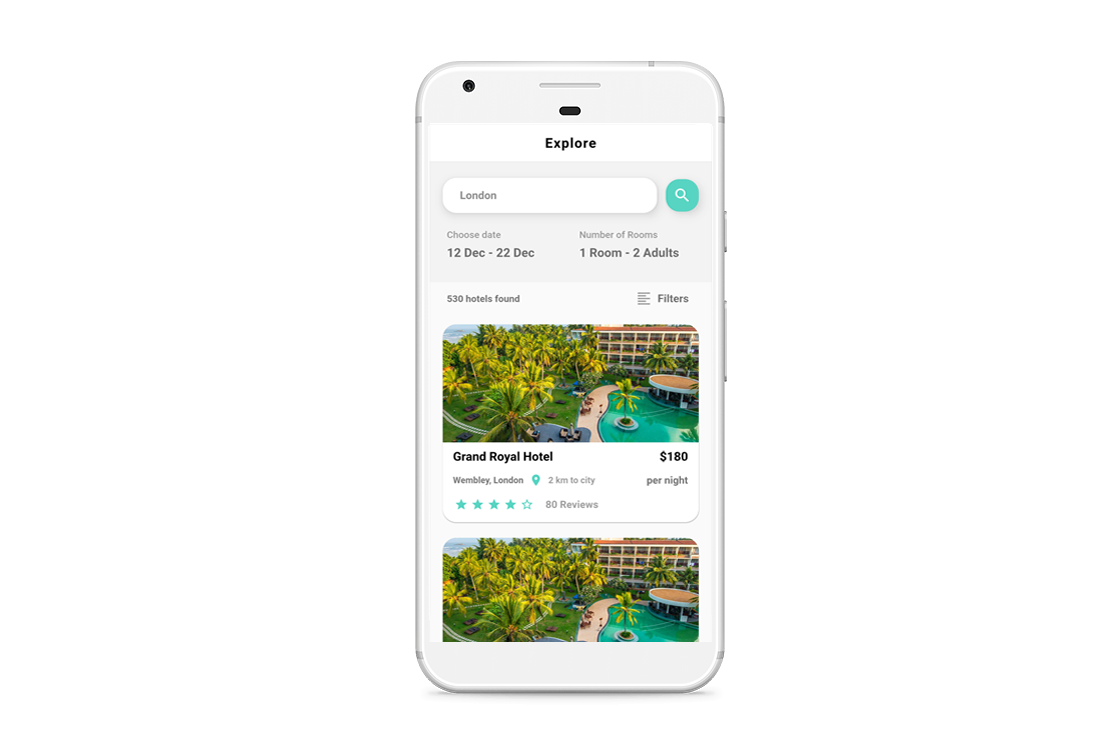 Explore
London
Choose date Number of Rooms
12 Dec - 22 Dec 1 Room - 2 Adults
530 hotels found Filters
Grand Royal Hotel $180
Wembley, London 2 km to city per night
80 Reviews